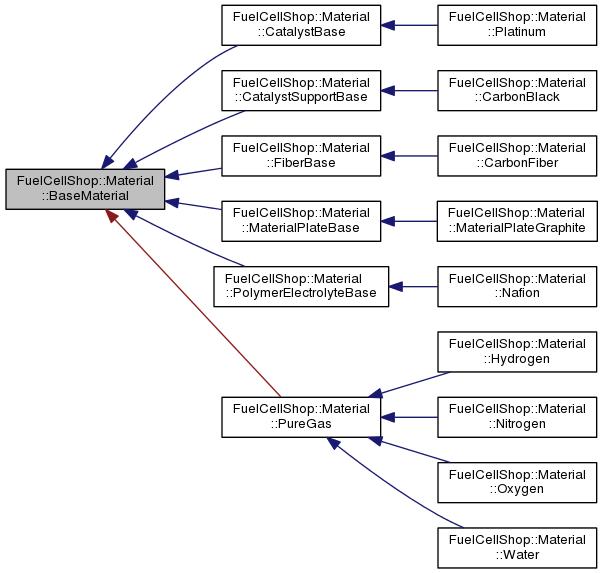 FuelCellShop::Material
::BaseMaterial
FuelCellShop::Material
::CatalystBase
FuelCellShop::Material
::Platinum
FuelCellShop::Material
::CatalystSupportBase
FuelCellShop::Material
::CarbonBlack
FuelCellShop::Material
::FiberBase
FuelCellShop::Material
::CarbonFiber
FuelCellShop::Material
::MaterialPlateBase
FuelCellShop::Material
::MaterialPlateGraphite
FuelCellShop::Material
::PolymerElectrolyteBase
FuelCellShop::Material
::Nafion
FuelCellShop::Material
::PureGas
FuelCellShop::Material
::Hydrogen
FuelCellShop::Material
::Nitrogen
FuelCellShop::Material
::Oxygen
FuelCellShop::Material
::Water